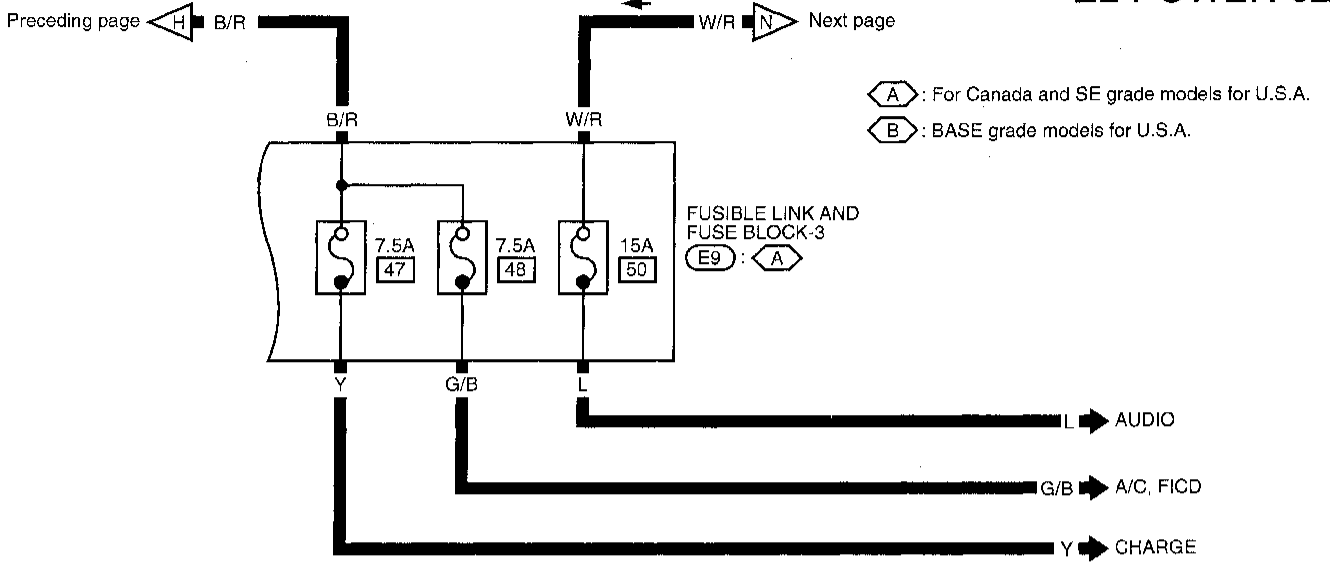 Preceding page H B/R W/R N Next page
A : For Canada and SE grade models for U.S.A.
B : BASE grade models for U.S.A.
B/R W/R
FUSIBLE LINK AND
FUSE BLOCK-3
E9 : A
7.5A 7.5A 15A
47 48 50
Y G/B L
L AUDIO
G/B A/C, FICD
Y CHARGE